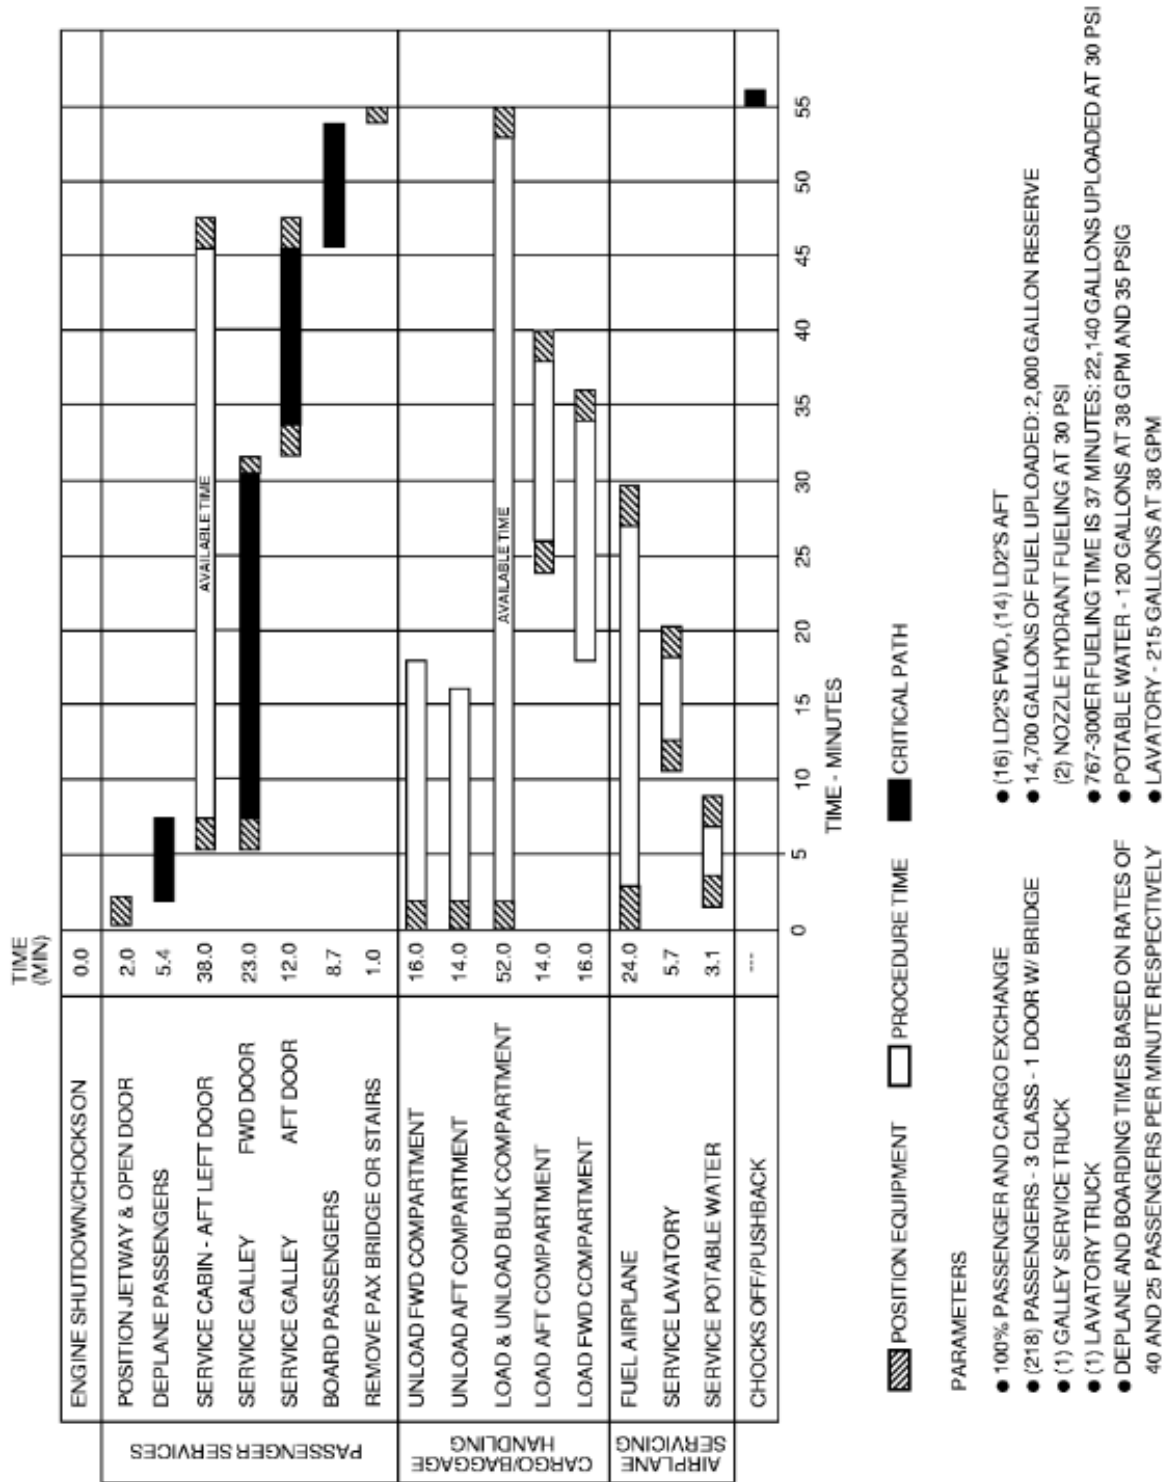 TIME
(MIN)
ENGINE SHUTDOWN/CHOCKS ON 0.0
PASSENGER SERVICES
POSITION JETWAY & OPEN DOOR 2.0
DEPLANE PASSENGERS 5.4
SERVICE CABIN - AFT LEFT DOOR 38.0 AVAILABLE TIME
SERVICE GALLEY FWD DOOR 23.0
SERVICE GALLEY AFT DOOR 12.0
BOARD PASSENGERS 8.7
REMOVE PAX BRIDGE OR STAIRS 1.0
CARGO/BAGGAGE
HANDLING
UNLOAD FWD COMPARTMENT 16.0
UNLOAD AFT COMPARTMENT 14.0
LOAD & UNLOAD BULK COMPARTMENT 52.0 AVAILABLE TIME
LOAD AFT COMPARTMENT 14.0
LOAD FWD COMPARTMENT 16.0
AIRPLANE
SERVICING
FUEL AIRPLANE 24.0
SERVICE LAVATORY 5.7
SERVICE POTABLE WATER 3.1
CHOCKS OFF/PUSHBACK ---
0 5 10 15 20 25 30 35 40 45 50 55
TIME - MINUTES
POSITION EQUIPMENT PROCEDURE TIME CRITICAL PATH
PARAMETERS
● 100% PASSENGER AND CARGO EXCHANGE
● (218) PASSENGERS - 3 CLASS - 1 DOOR W/ BRIDGE
● (1) GALLEY SERVICE TRUCK
● (1) LAVATORY TRUCK
● DEPLANE AND BOARDING TIMES BASED ON RATES OF
40 AND 25 PASSENGERS PER MINUTE RESPECTIVELY
● (16) LD2'S FWD, (14) LD2'S AFT
● 14,700 GALLONS OF FUEL UPLOADED: 2,000 GALLON RESERVE
(2) NOZZLE HYDRANT FUELING AT 30 PSI
● 767-300ER FUELING TIME IS 37 MINUTES: 22,140 GALLONS UPLOADED AT 30 PSI
● POTABLE WATER - 120 GALLONS AT 38 GPM AND 35 PSIG
● LAVATORY - 215 GALLONS AT 38 GPM